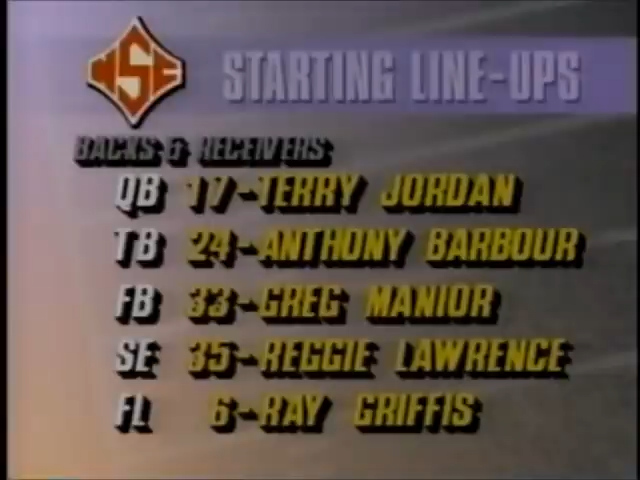 NSC
STARTING LINE-UPS
BACKS & RECEIVERS
QB 17-TERRY JORDAN
TB 24-ANTHONY BARBOUR
FB 33-GREG MANIOR
SE 35-REGGIE LAWRENCE
FL 6-RAY GRIFFIS